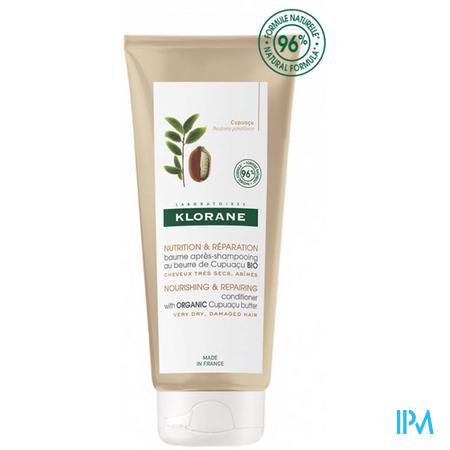 FORMULE NATURELLE*
96%
NATURAL FORMULA*
Cupuaçu
LABORATOIRES
KLORANE
NUTRITION & RÉPARATION
baume après-shampooing
au beurre de Cupuaçu BIO
CHEVEUX TRÈS SECS, ABÎMÉS
NOURISHING & REPAIRING
conditioner
with ORGANIC Cupuaçu butter
VERY DRY, DAMAGED HAIR
96%
MADE
IN FRANCE
IPM